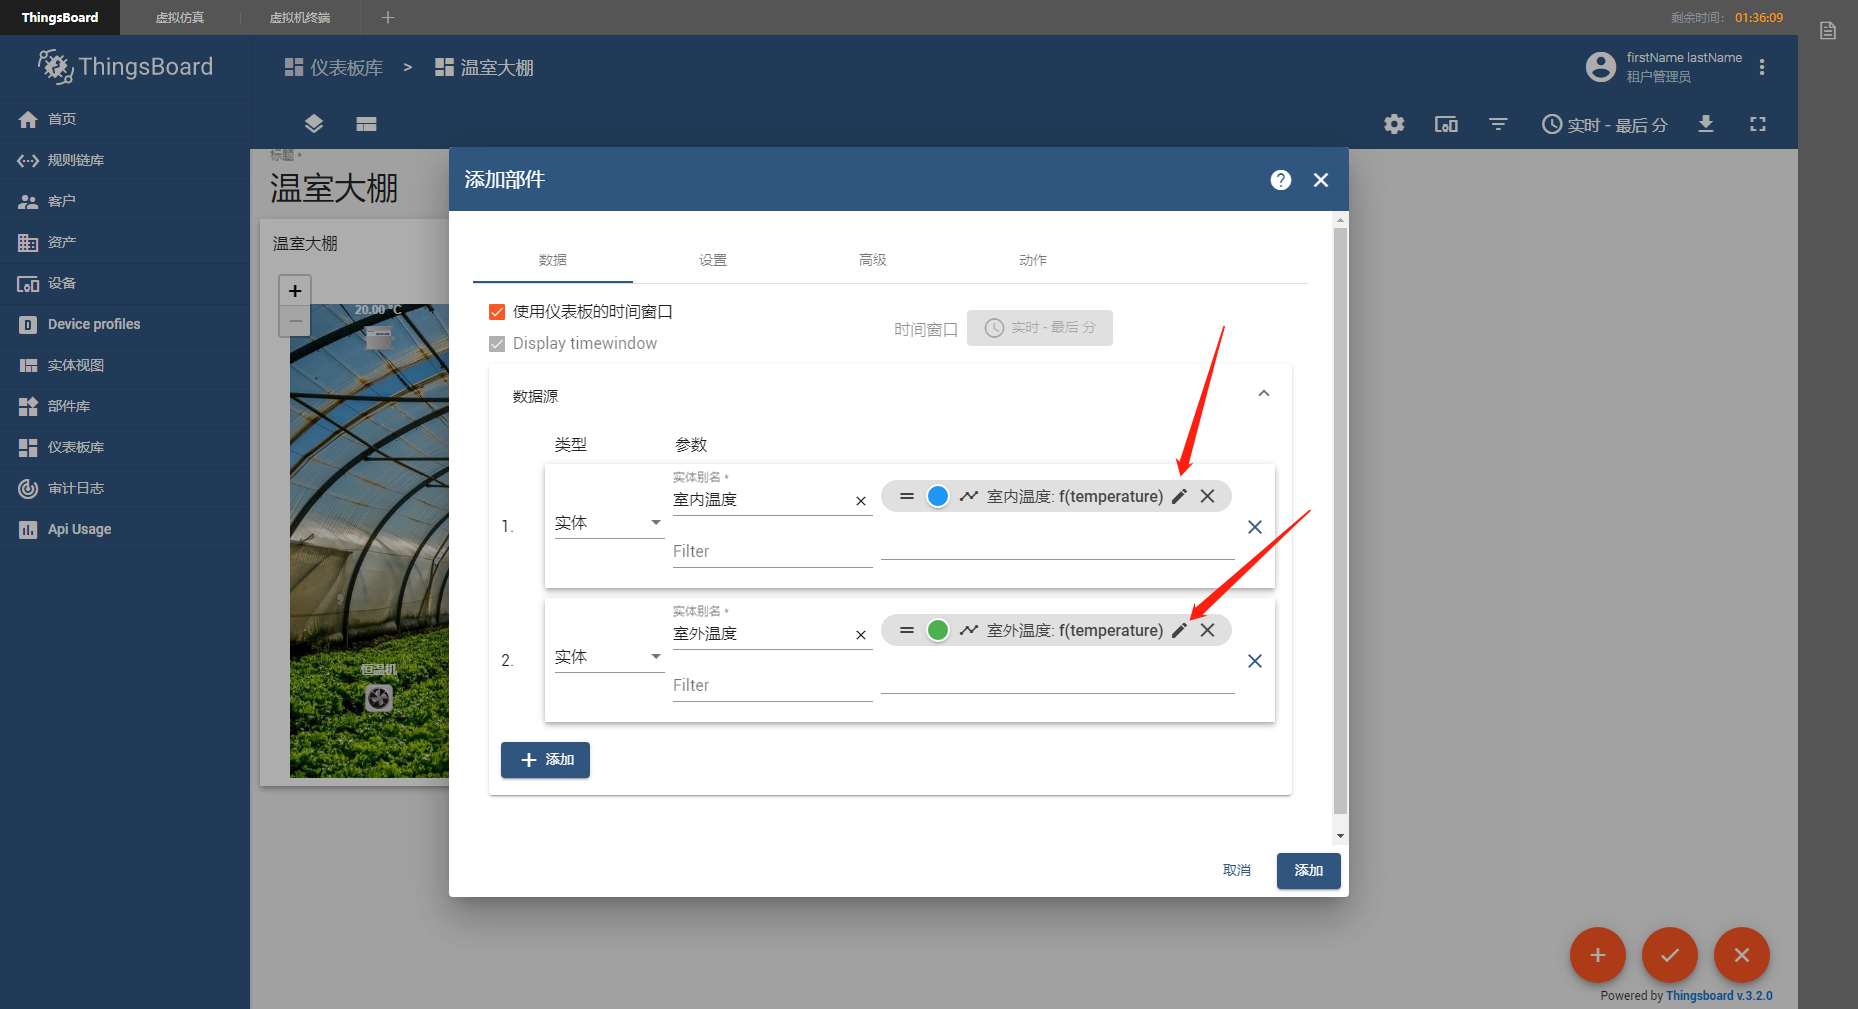 ThingsBoard
虚拟仿真
虚拟机终端
剩余时间: 01:36:09
ThingsBoard
仪表板库 > 温室大棚
firstName lastName
租户管理员
首页
规则链库
客户
资产
设备
Device profiles
实体视图
部件库
仪表板库
审计日志
Api Usage
实时 - 最后 分
标题 *
温室大棚
温室大棚
+
−
20.00 °C
恒温机
添加部件
数据
设置
高级
动作
使用仪表板的时间窗口
Display timewindow
时间窗口
实时 - 最后 分
数据源
类型
参数
1.
实体
实体别名 *
室内温度
Filter
室内温度: f(temperature)
2.
实体
实体别名 *
室外温度
Filter
室外温度: f(temperature)
+ 添加
取消
添加
Powered by Thingsboard v.3.2.0